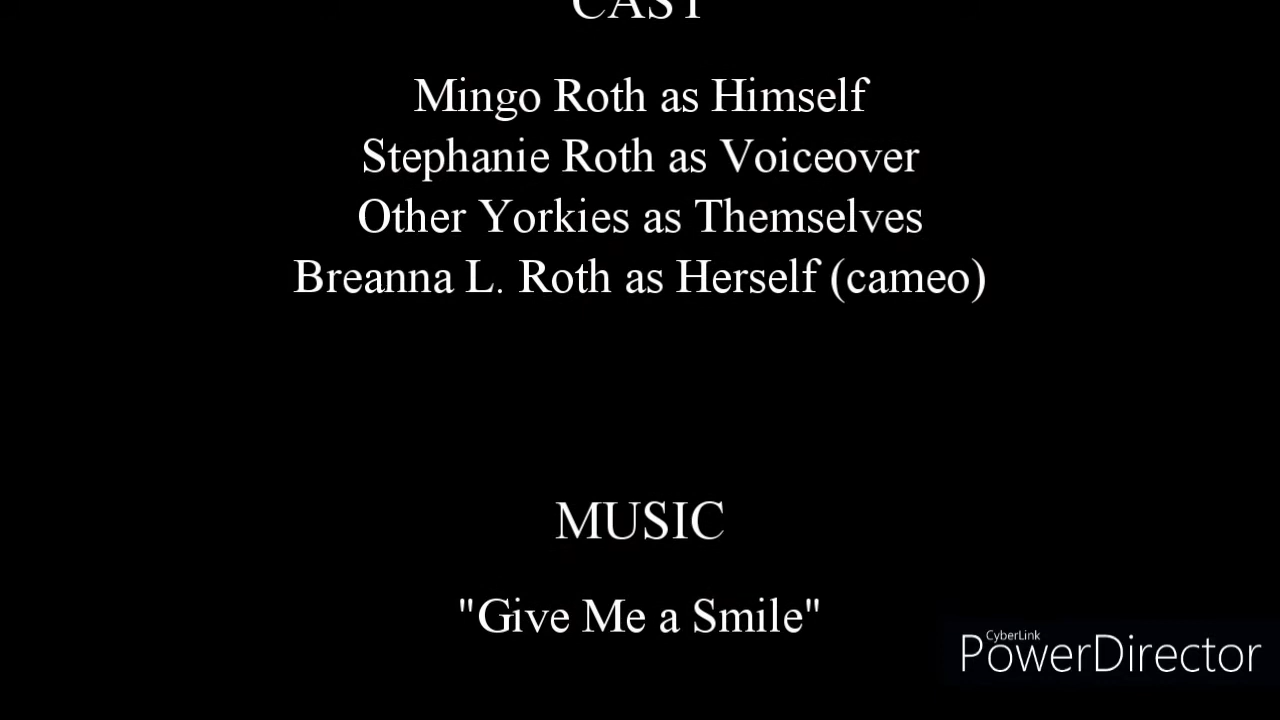 CAST
Mingo Roth as Himself
Stephanie Roth as Voiceover
Other Yorkies as Themselves
Breanna L. Roth as Herself (cameo)
MUSIC
"Give Me a Smile"
CyberLink
PowerDirector